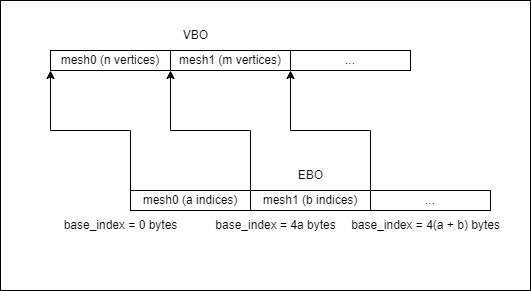 VBO
mesh0 (n vertices) mesh1 (m vertices) ...
EBO
mesh0 (a indices) mesh1 (b indices) ...
base_index = 0 bytes base_index = 4a bytes base_index = 4(a + b) bytes